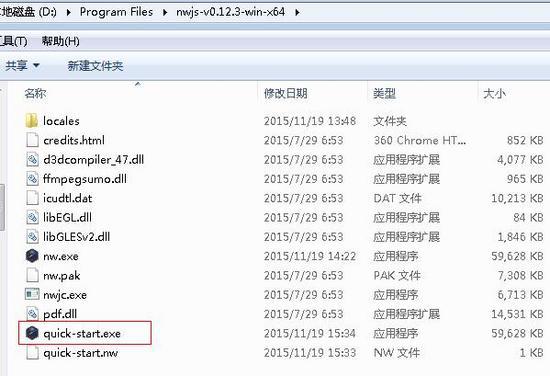 本地磁盘 (D:) ▸ Program Files ▸ nwjs-v0.12.3-win-x64 ▸
工具(T) 帮助(H)
共享 ▼ 新建文件夹
名称 修改日期 类型 大小
locales 2015/11/19 13:48 文件夹
credits.html 2015/7/29 6:53 360 Chrome HT... 852 KB
d3dcompiler_47.dll 2015/7/29 6:53 应用程序扩展 4,077 KB
ffmpegsumo.dll 2015/7/29 6:53 应用程序扩展 965 KB
icudtl.dat 2015/7/29 6:53 DAT 文件 10,213 KB
libEGL.dll 2015/7/29 6:53 应用程序扩展 84 KB
libGLESv2.dll 2015/7/29 6:53 应用程序扩展 1,846 KB
nw.exe 2015/11/19 14:22 应用程序 59,628 KB
nw.pak 2015/7/29 6:53 PAK 文件 7,308 KB
nwjc.exe 2015/7/29 6:53 应用程序 6,713 KB
pdf.dll 2015/7/29 6:53 应用程序扩展 14,531 KB
quick-start.exe 2015/11/19 15:34 应用程序 59,628 KB
quick-start.nw 2015/11/19 15:33 NW 文件 1 KB